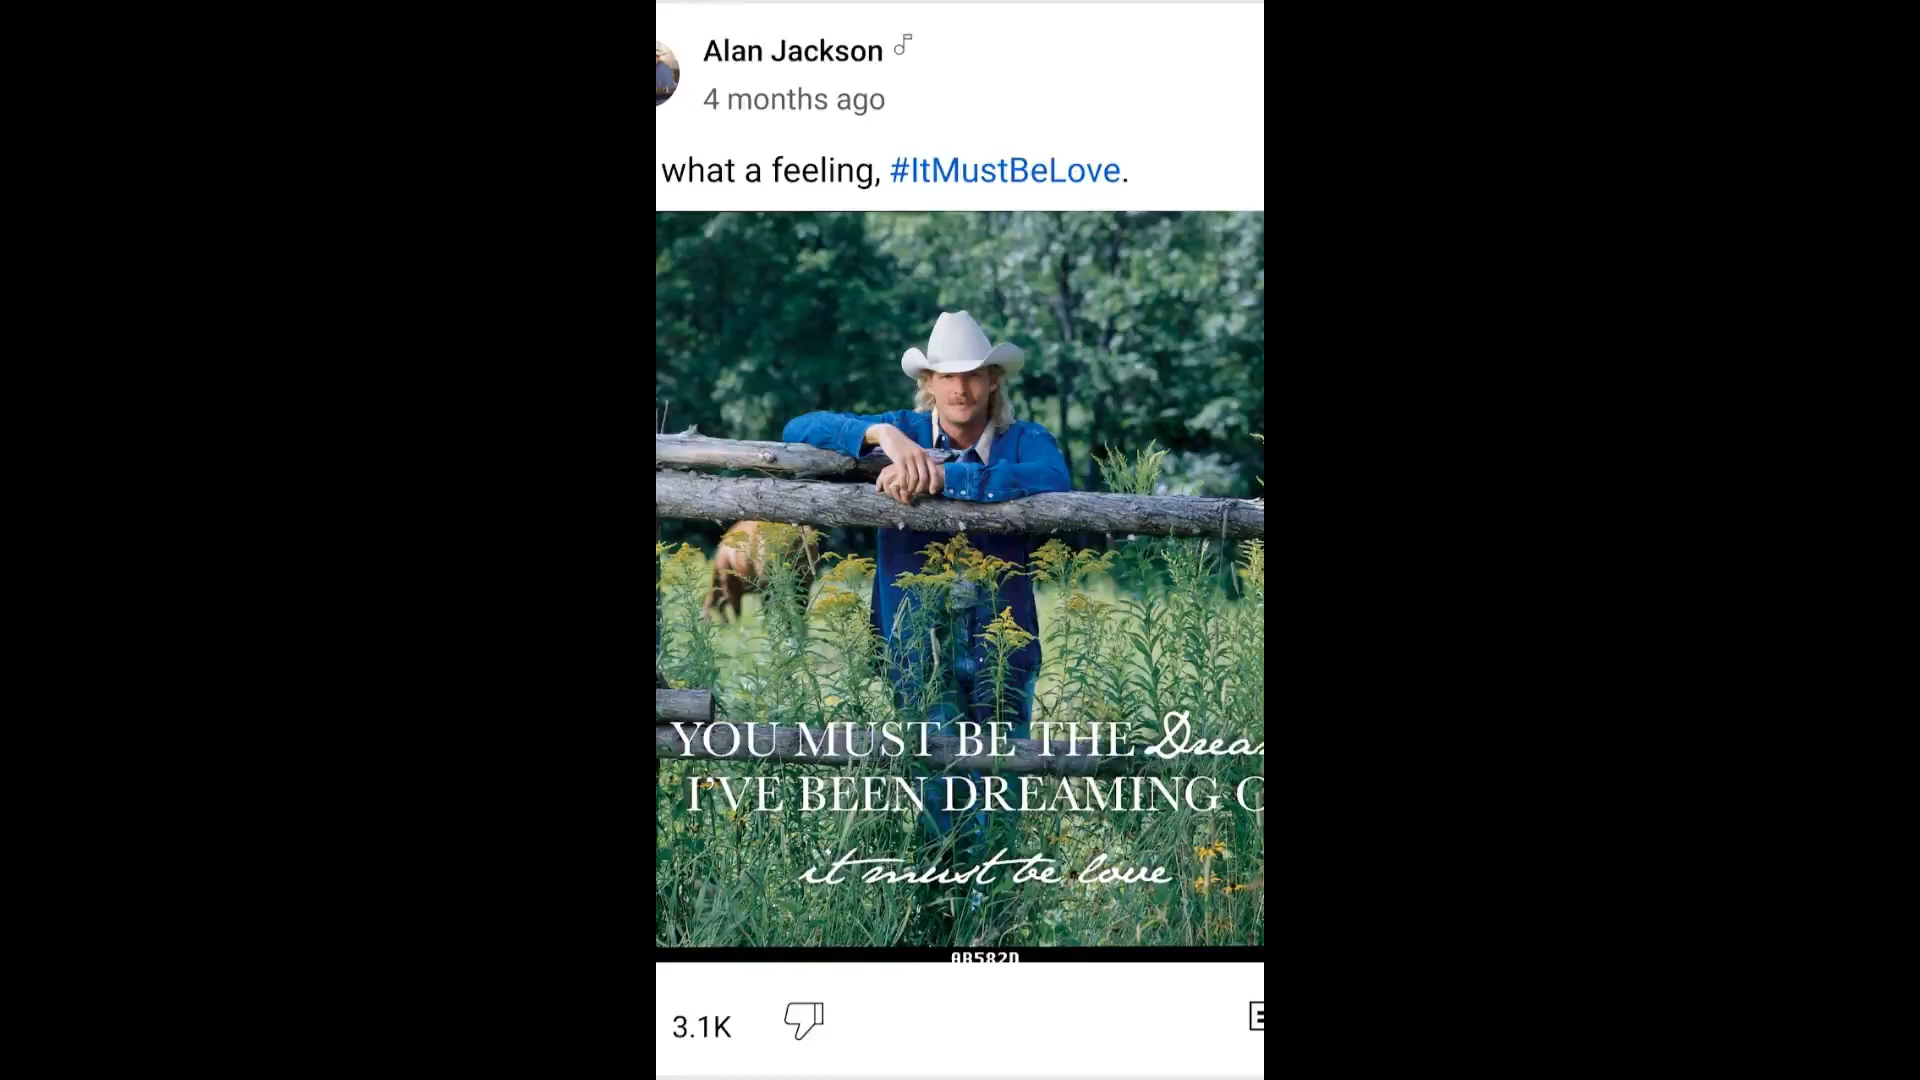 Alan Jackson
4 months ago
what a feeling, #ItMustBeLove.
YOU MUST BE THE
I'VE BEEN DREAMING
it must be love
3.1K